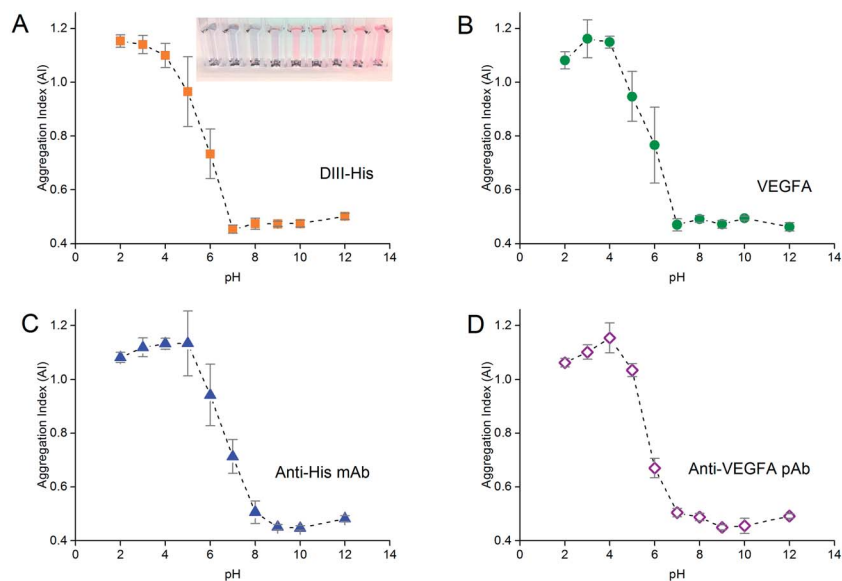 A
Aggregation Index (AI)
1.2
1.0
0.8
0.6
0.4
0 2 4 6 8 10 12 14
pH
DIII-His
B
Aggregation Index (AI)
1.2
1.0
0.8
0.6
0.4
0 2 4 6 8 10 12 14
pH
VEGFA
C
Aggregation Index (AI)
1.2
1.0
0.8
0.6
0.4
0 2 4 6 8 10 12 14
pH
Anti-His mAb
D
Aggregation Index (AI)
1.2
1.0
0.8
0.6
0.4
0 2 4 6 8 10 12 14
pH
Anti-VEGFA pAb